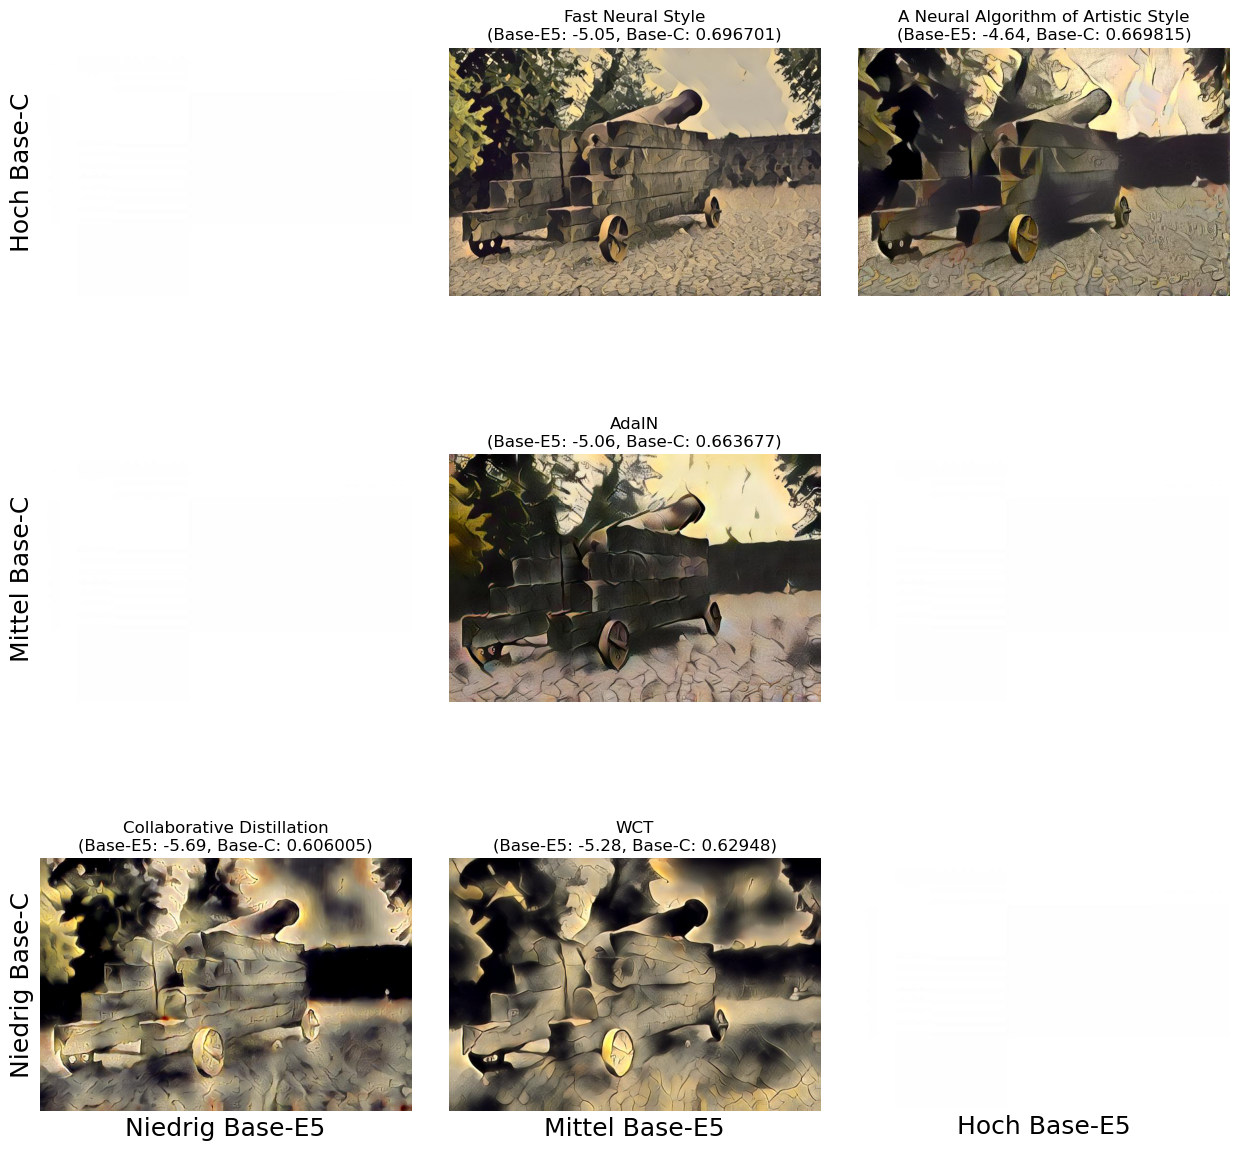 Fast Neural Style
(Base-E5: -5.05, Base-C: 0.696701)
A Neural Algorithm of Artistic Style
(Base-E5: -4.64, Base-C: 0.669815)
Hoch Base-C
AdaIN
(Base-E5: -5.06, Base-C: 0.663677)
Mittel Base-C
Collaborative Distillation
(Base-E5: -5.69, Base-C: 0.606005)
WCT
(Base-E5: -5.28, Base-C: 0.62948)
Niedrig Base-C
Niedrig Base-E5
Mittel Base-E5
Hoch Base-E5